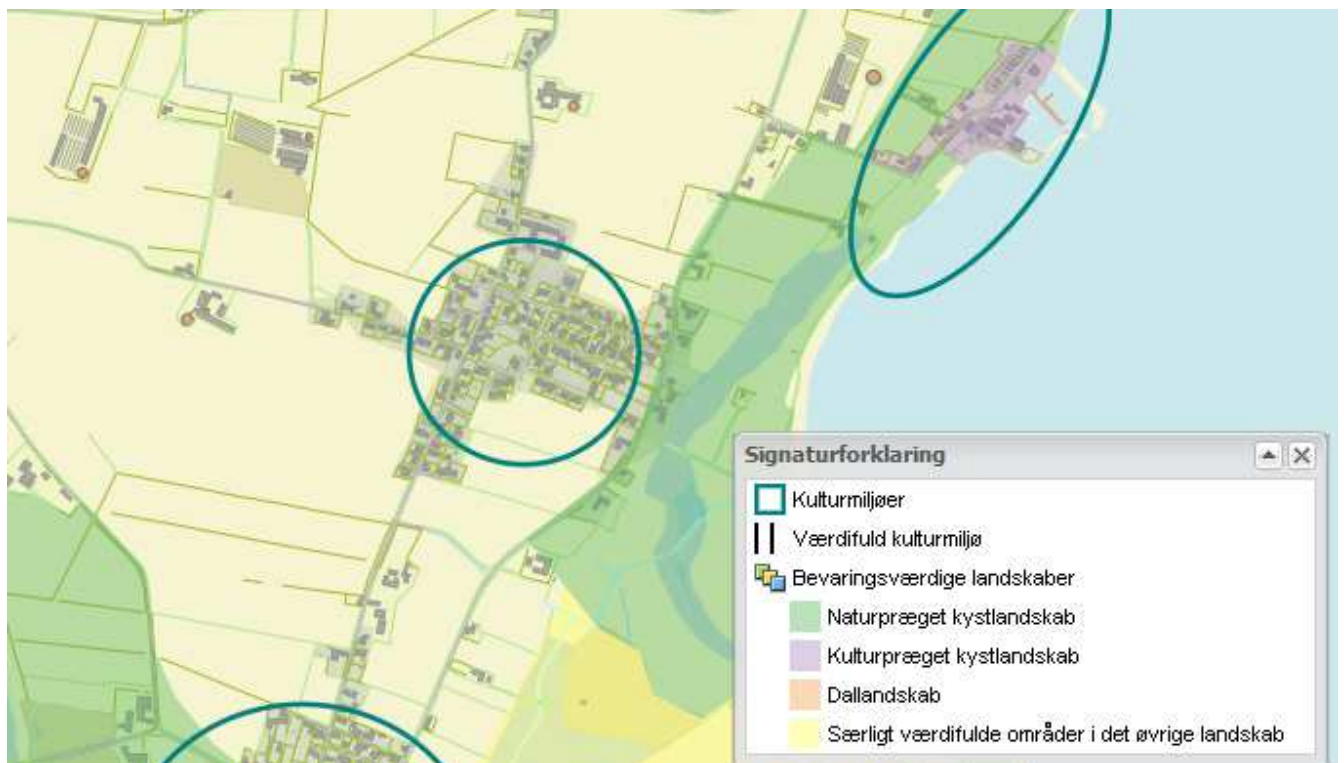 Signaturforklaring
Kulturmiljøer
Værdifuld kulturmiljø
Bevaringsværdige landskaber
Naturpræget kystlandskab
Kulturpræget kystlandskab
Dallandskab
Særligt værdifulde områder i det øvrige landskab